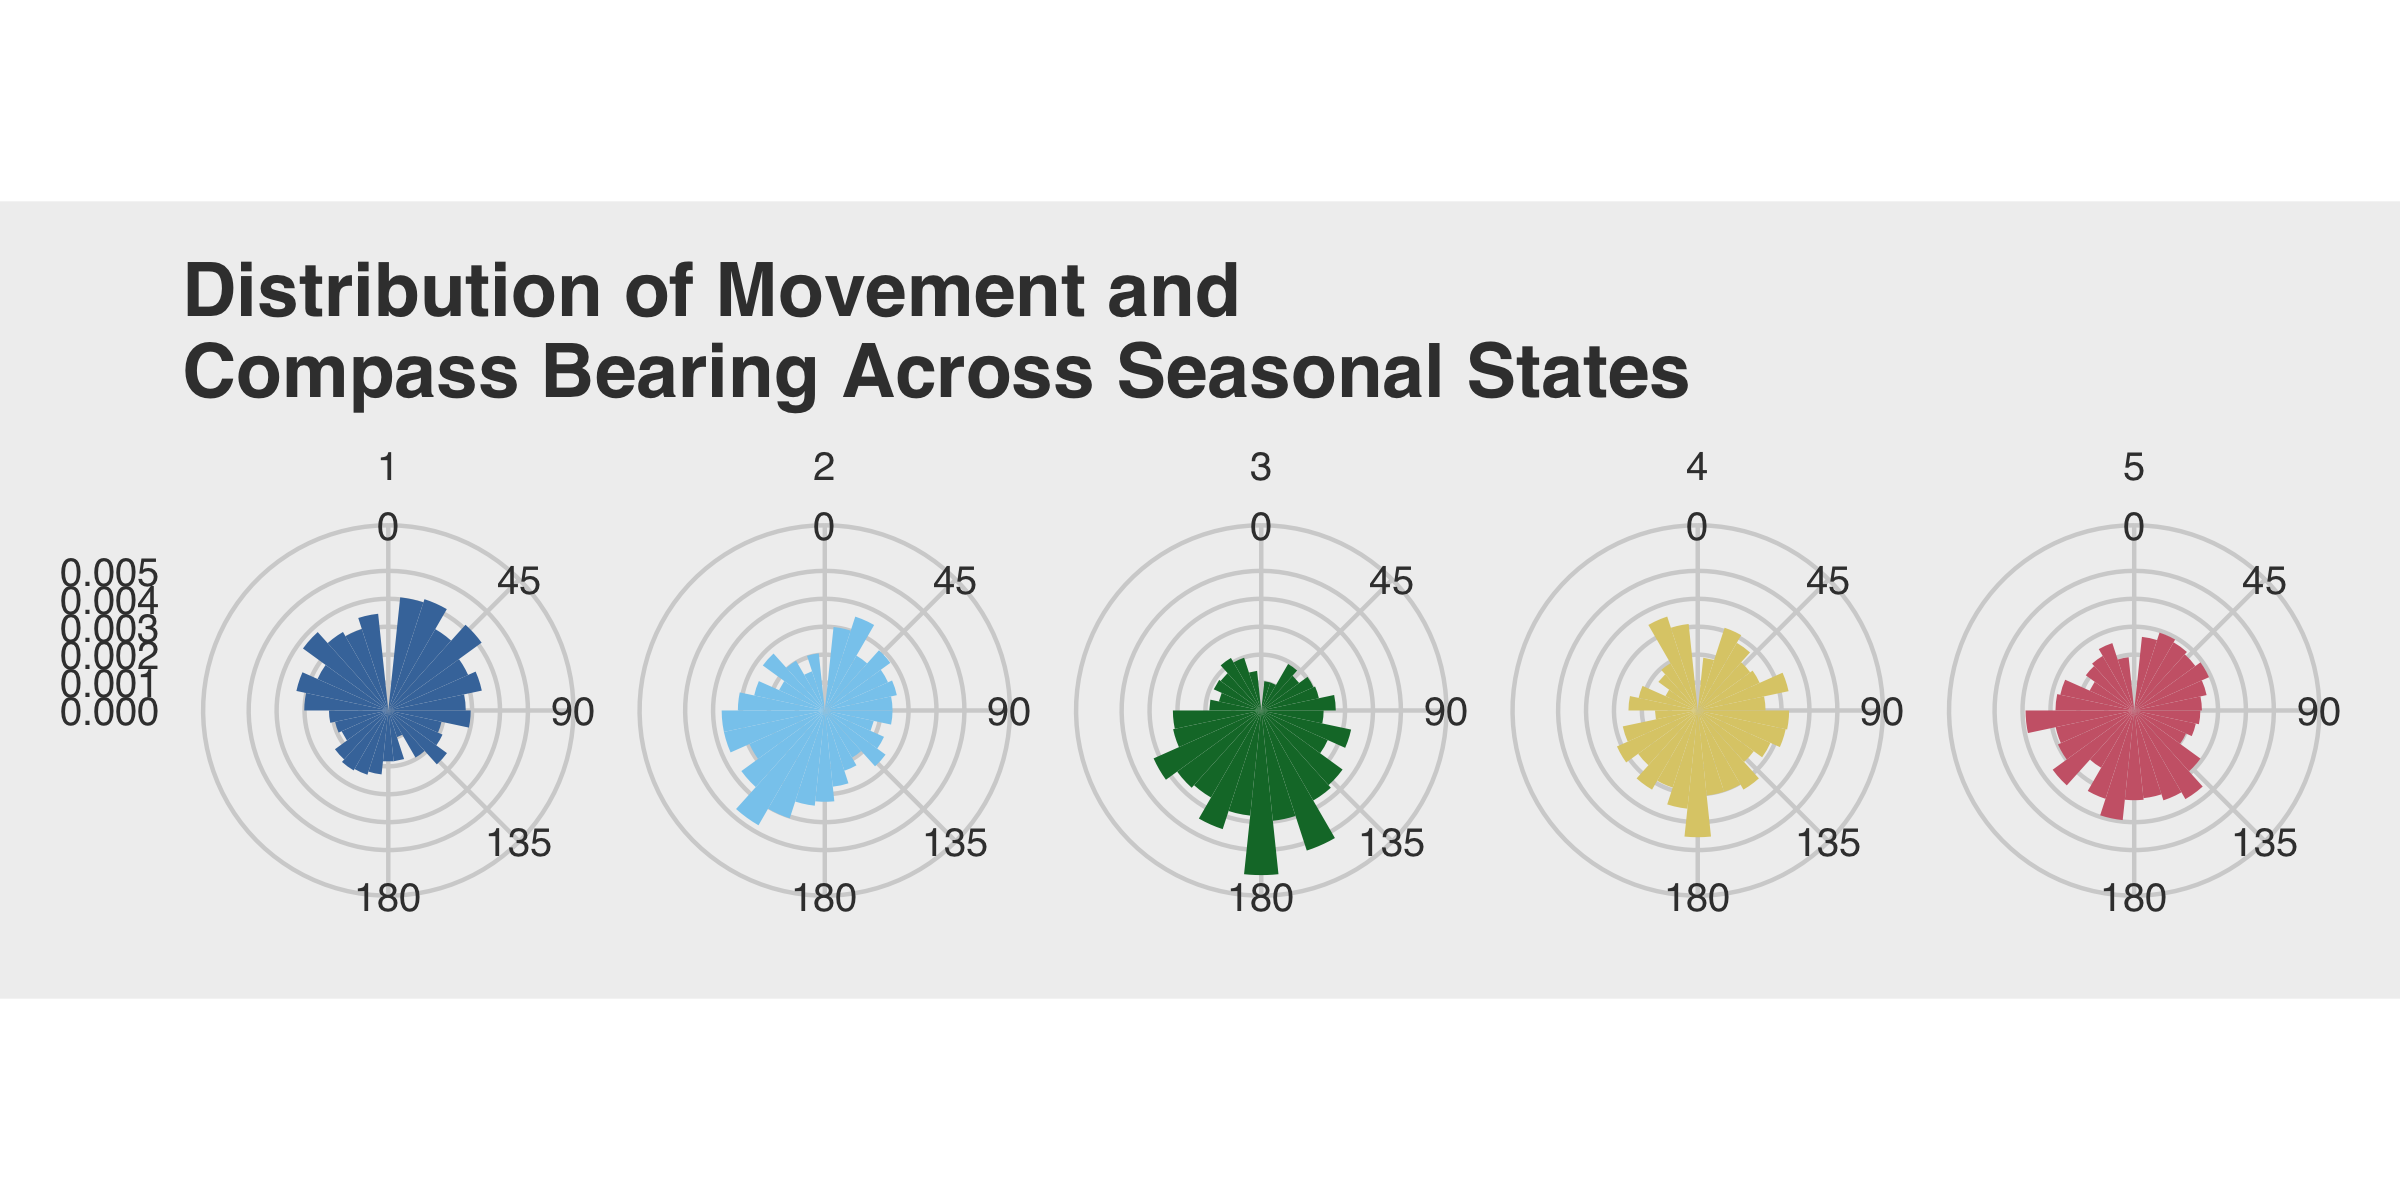 Distribution of Movement and
Compass Bearing Across Seasonal States
1 2 3 4 5
0 0 0 0 0
45 45 45 45 45
0.005
0.004
0.003
0.002
0.001
0.000
90 90 90 90 90
135 135 135 135 135
180 180 180 180 180